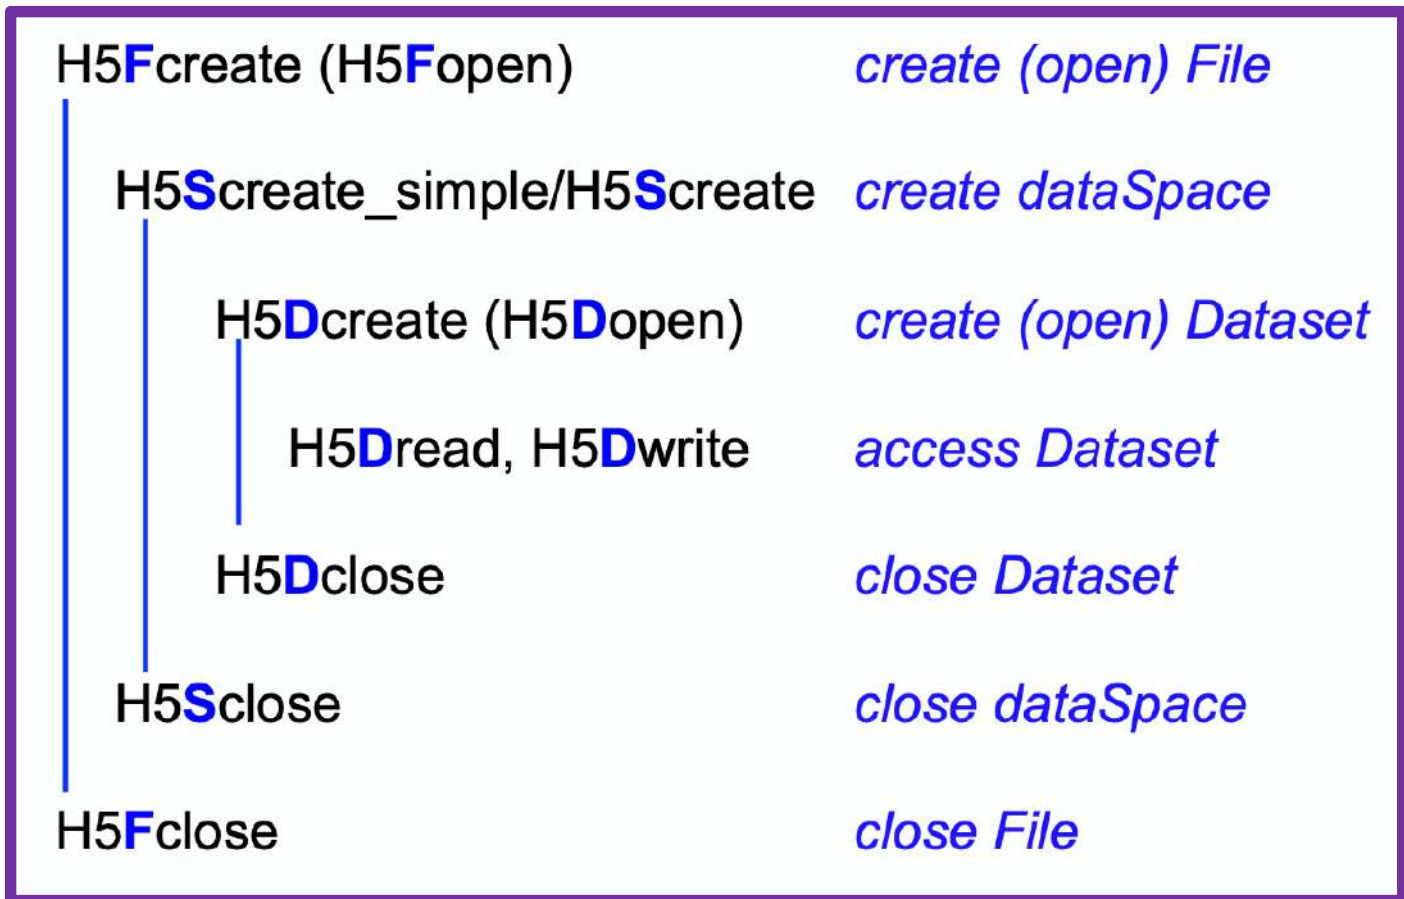 H5Fcreate (H5Fopen) create (open) File
H5Screate_simple/H5Screate create dataSpace
H5Dcreate (H5Dopen) create (open) Dataset
H5Dread, H5Dwrite access Dataset
H5Dclose close Dataset
H5Sclose close dataSpace
H5Fclose close File